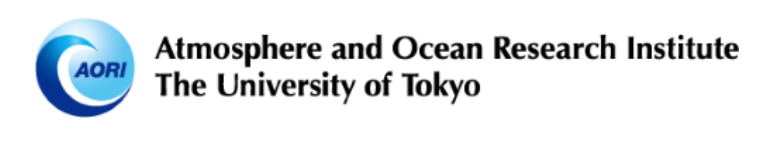 AORI
Atmosphere and Ocean Research Institute
The University of Tokyo